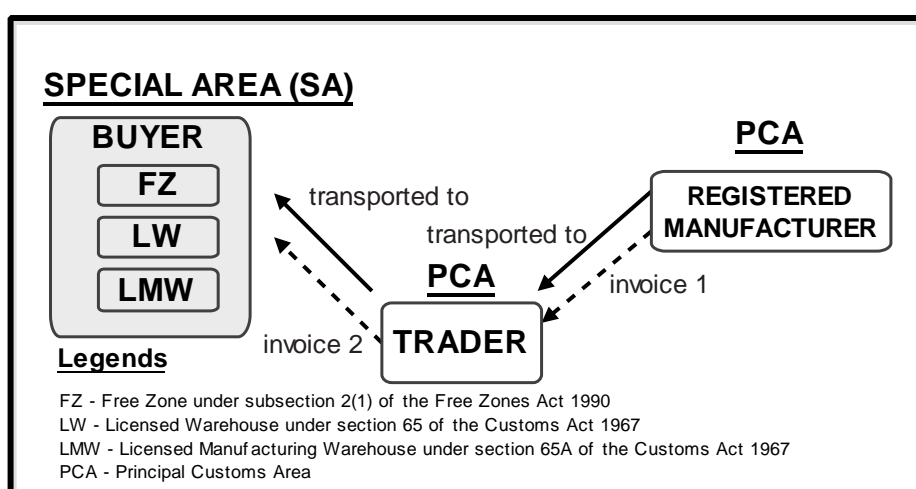 SPECIAL AREA (SA)
BUYER
FZ
LW
LMW
PCA
REGISTERED
MANUFACTURER
transported to
transported to
PCA
TRADER
invoice 1
invoice 2
Legends
FZ - Free Zone under subsection 2(1) of the Free Zones Act 1990
LW - Licensed Warehouse under section 65 of the Customs Act 1967
LMW - Licensed Manufacturing Warehouse under section 65A of the Customs Act 1967
PCA - Principal Customs Area